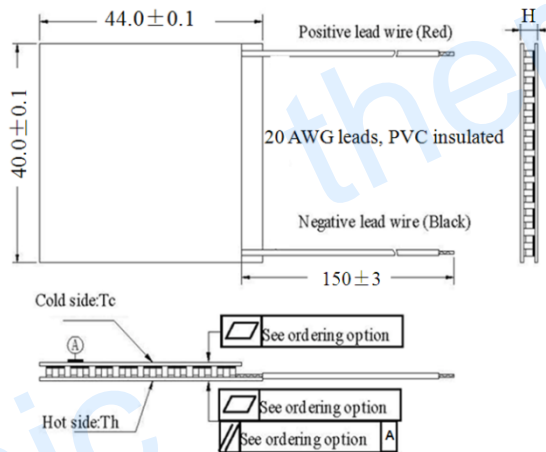 44.0±0.1
40.0±0.1
Positive lead wire (Red)
H
20 AWG leads, PVC insulated
Negative lead wire (Black)
150±3
Cold side:Tc
A
See ordering option
Hot side:Th
See ordering option
See ordering option A
the
nic